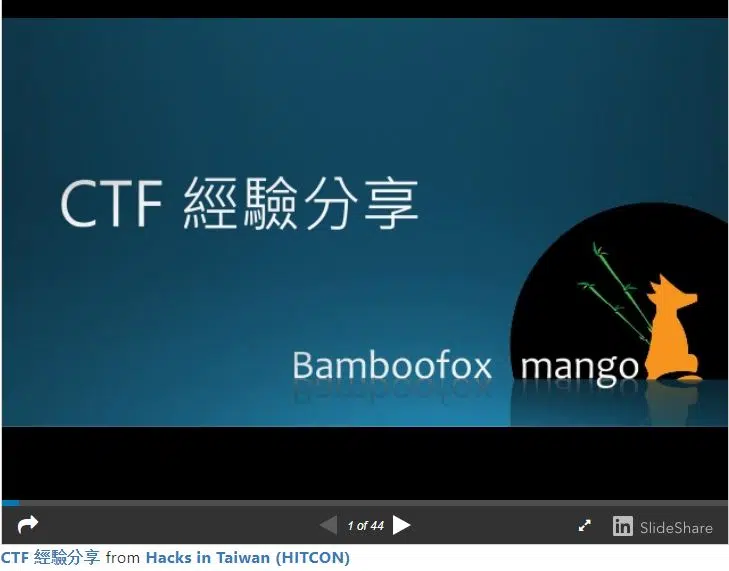 CTF 經驗分享
Bamboofox mango
1 of 44
in SlideShare
CTF 經驗分享 from Hacks in Taiwan (HITCON)